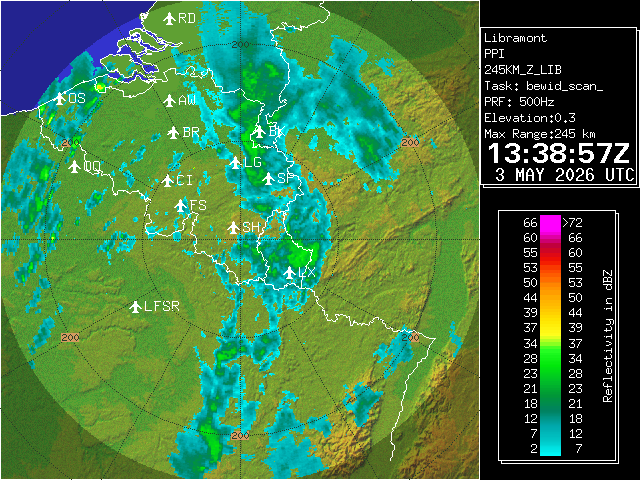 Libramont
PPI
245KM_Z_LIB
Task: bewid_scan_
PRF: 500Hz
Elevation:0.3
Max Range:245 km
13:38:57Z
3 MAY 2026 UTC
RD
200
OS
AW
BR
200
200
LG
CI
SP
FS
SH
LX
LFSR
200
200
200
66 >72
60 66
55 60
53 55
50 53
44 50
39 44
37 39
34 37
28 34
23 28
21 23
18 21
12 18
7 12
2 7
Reflectivity in dBZ